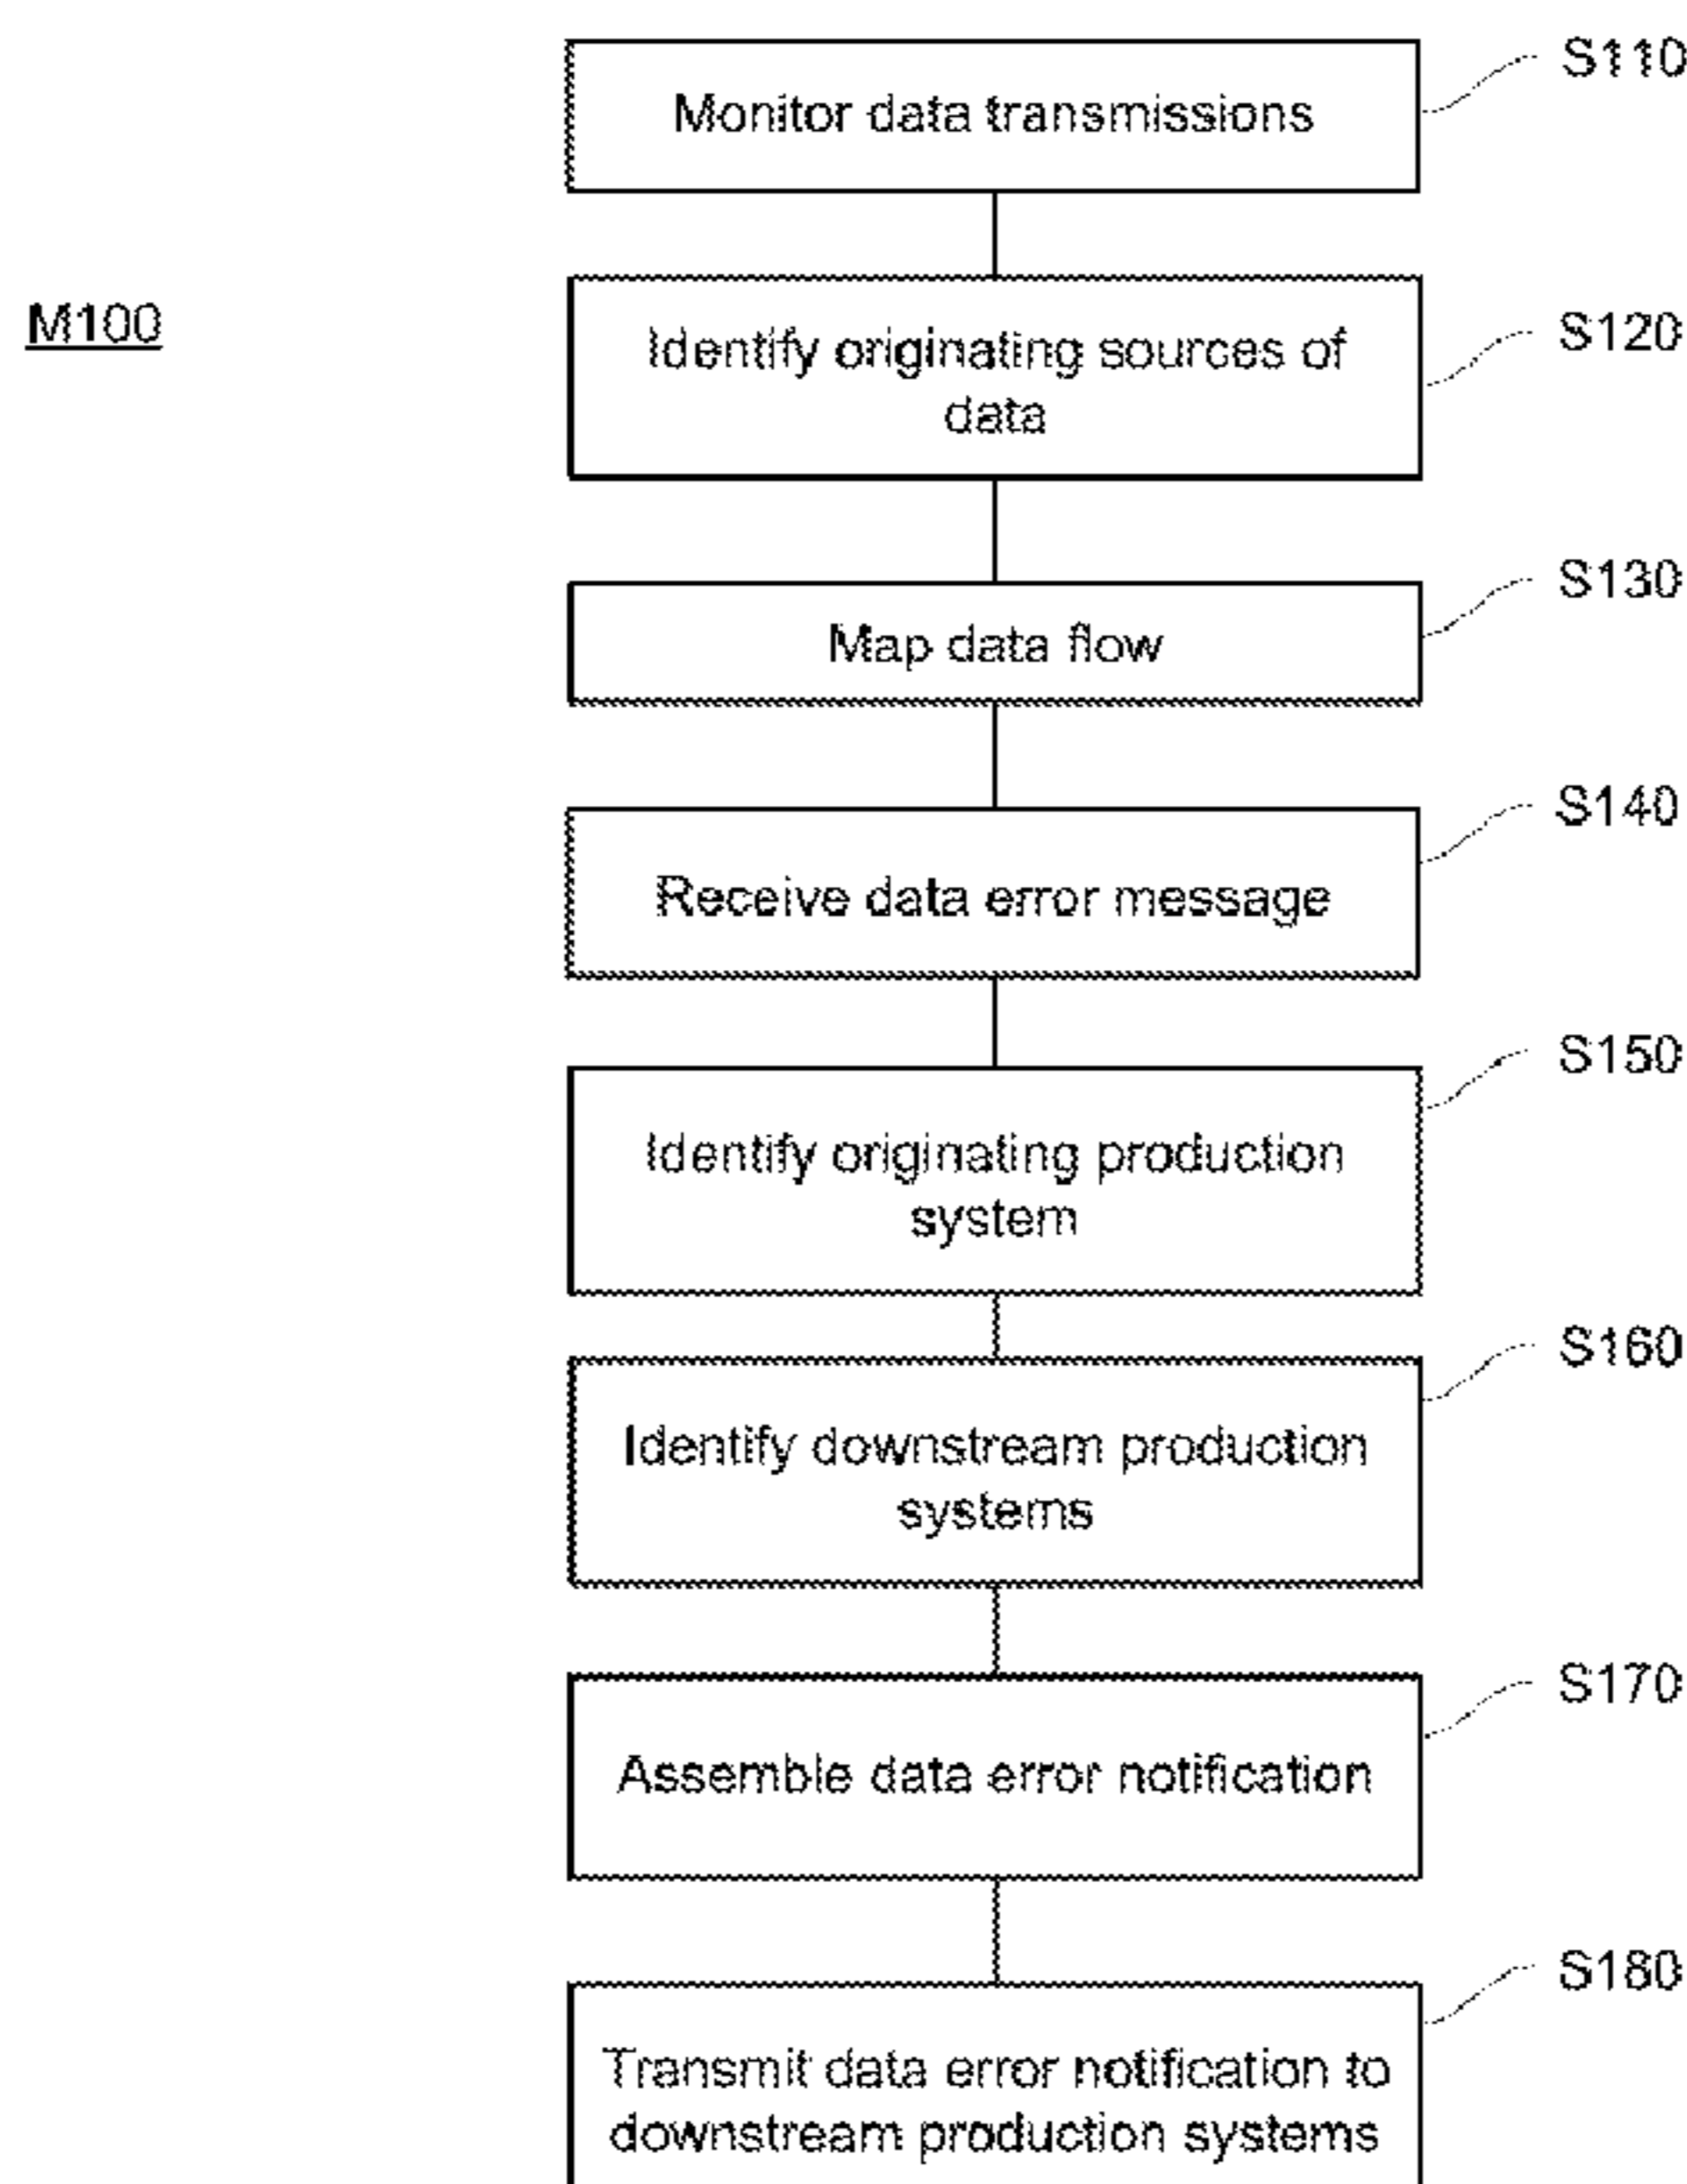 Monitor data transmissions
S110
M100
Identify originating sources of
data
S120
Map data flow
S130
Receive data error message
S140
Identify originating production
system
S150
Identify downstream production
systems
S160
Assemble data error notification
S170
Transmit data error notification to
downstream production systems
S180